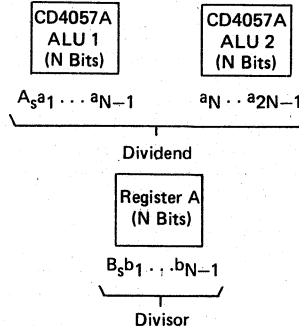 CD4057A CD4057A
ALU 1 ALU 2
(N Bits) (N Bits)
Aₛa₁ · · · aN−1 aN · · a2N−1
Dividend
Register A
(N Bits)
Bₛb₁ . . .bN−1
Divisor